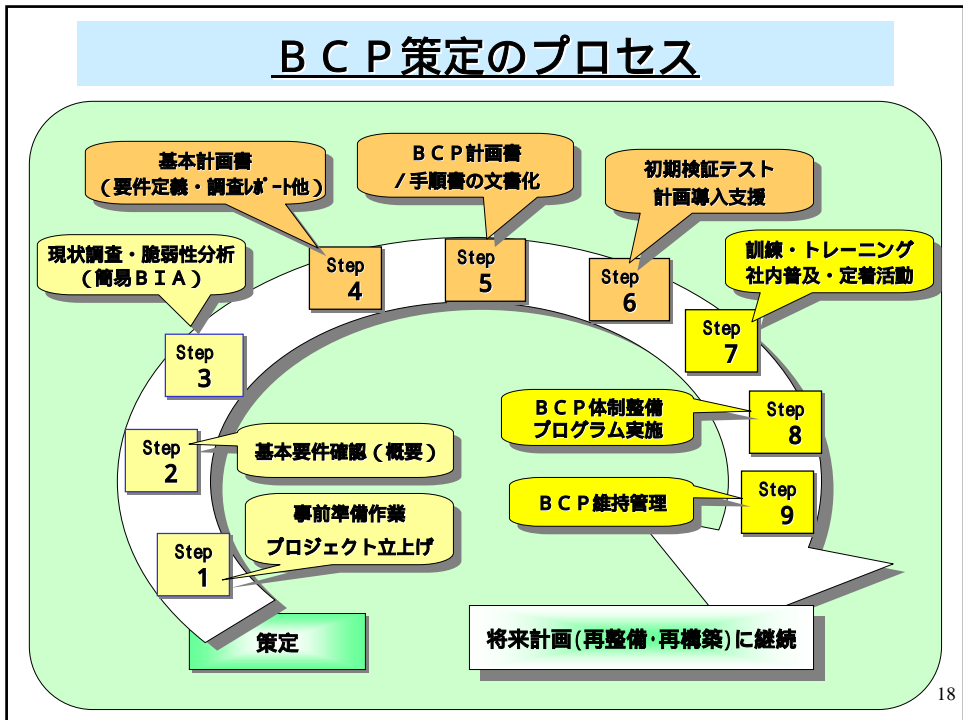 ＢＣＰ策定のプロセス
基本計画書
（要件定義・調査ﾚﾎﾟｰﾄ他）
ＢＣＰ計画書
/手順書の文書化
初期検証テスト
計画導入支援
現状調査・脆弱性分析
（簡易ＢＩＡ）
訓練・トレーニング
社内普及・定着活動
Step
4
Step
5
Step
6
Step
7
Step
3
ＢＣＰ体制整備
プログラム実施
Step
8
Step
2
基本要件確認（概要）
ＢＣＰ維持管理
Step
9
事前準備作業
プロジェクト立上げ
Step
1
策定
将来計画(再整備･再構築)に継続
18